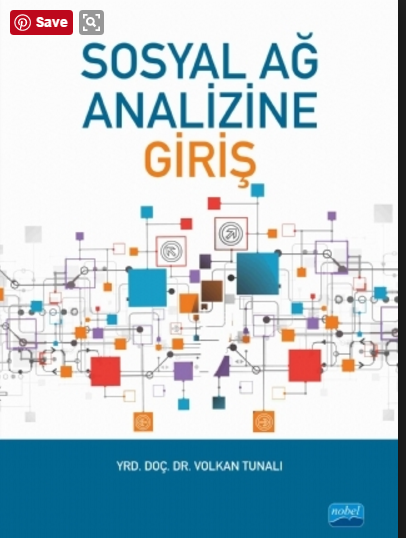 Save
SOSYAL AĞ
ANALİZİNE
GİRİŞ
YRD. DOÇ. DR. VOLKAN TUNALI
nobel